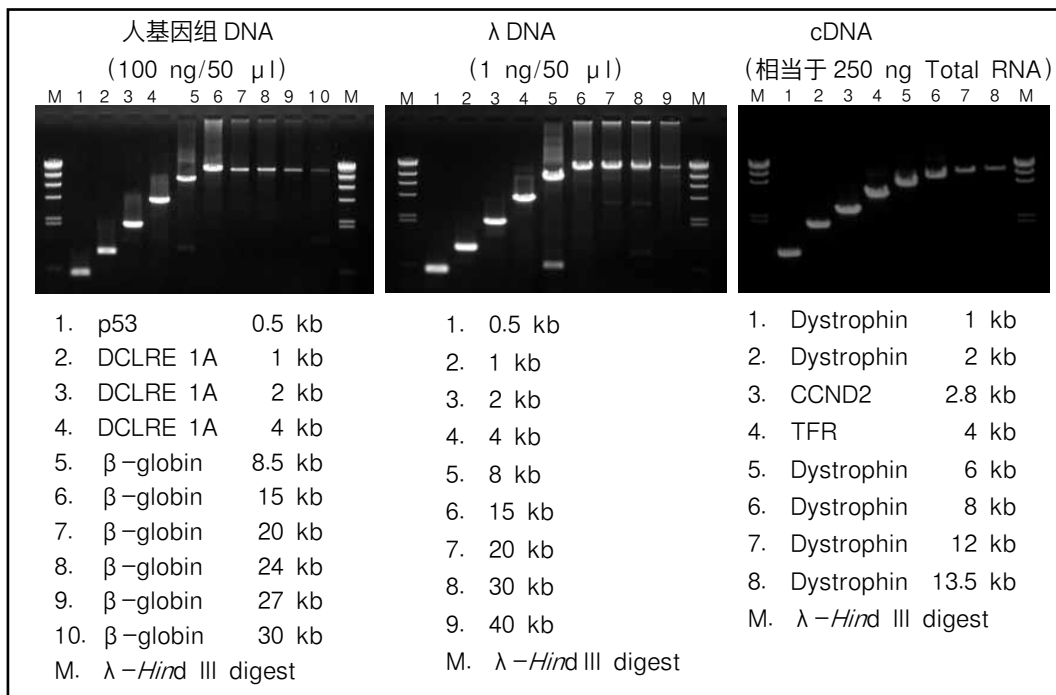 人基因组 DNA
(100 ng/50 μl)
M 1 2 3 4 5 6 7 8 9 10 M
1. p53 0.5 kb
2. DCLRE 1A 1 kb
3. DCLRE 1A 2 kb
4. DCLRE 1A 4 kb
5. β-globin 8.5 kb
6. β-globin 15 kb
7. β-globin 20 kb
8. β-globin 24 kb
9. β-globin 27 kb
10. β-globin 30 kb
M. λ-Hind III digest
λ DNA
(1 ng/50 μl)
M 1 2 3 4 5 6 7 8 9 M
1. 0.5 kb
2. 1 kb
3. 2 kb
4. 4 kb
5. 8 kb
6. 15 kb
7. 20 kb
8. 30 kb
9. 40 kb
M. λ-Hind III digest
cDNA
(相当于 250 ng Total RNA)
M 1 2 3 4 5 6 7 8 M
1. Dystrophin 1 kb
2. Dystrophin 2 kb
3. CCND2 2.8 kb
4. TFR 4 kb
5. Dystrophin 6 kb
6. Dystrophin 8 kb
7. Dystrophin 12 kb
8. Dystrophin 13.5 kb
M. λ-Hind III digest